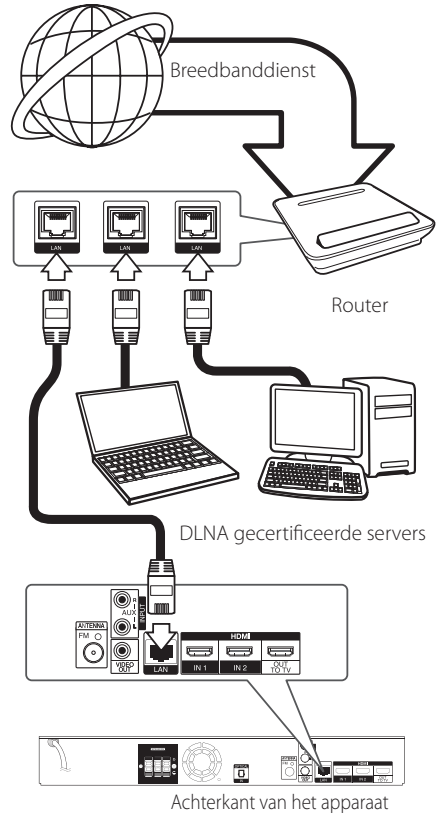 Breedbanddienst
LAN
LAN
LAN
Router
DLNA gecertificeerde servers
ANTENNA
FM
R
AUX
L
INPUT
VIDEO OUT
LAN
HDMI
IN 1
IN 2
OUT
TO TV
Achterkant van het apparaat